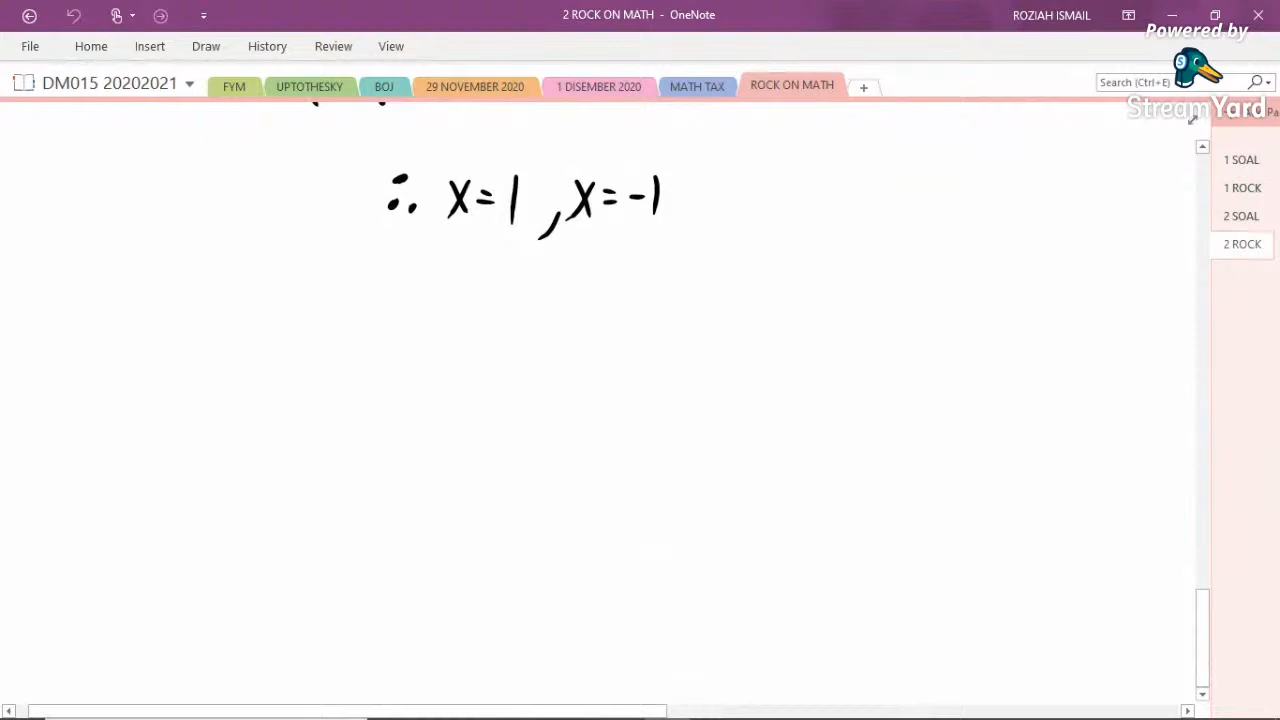 2 ROCK ON MATH - OneNote
ROZIAH ISMAIL
Powered by
File Home Insert Draw History Review View
DM015 20202021
FYM UPTOTHESKY BOJ 29 NOVEMBER 2020 1 DISEMBER 2020 MATH TAX ROCK ON MATH +
Search (Ctrl+E)
StreamYard
Pa
1 SOAL
1 ROCK
2 SOAL
2 ROCK
∴ x=1 , x=-1